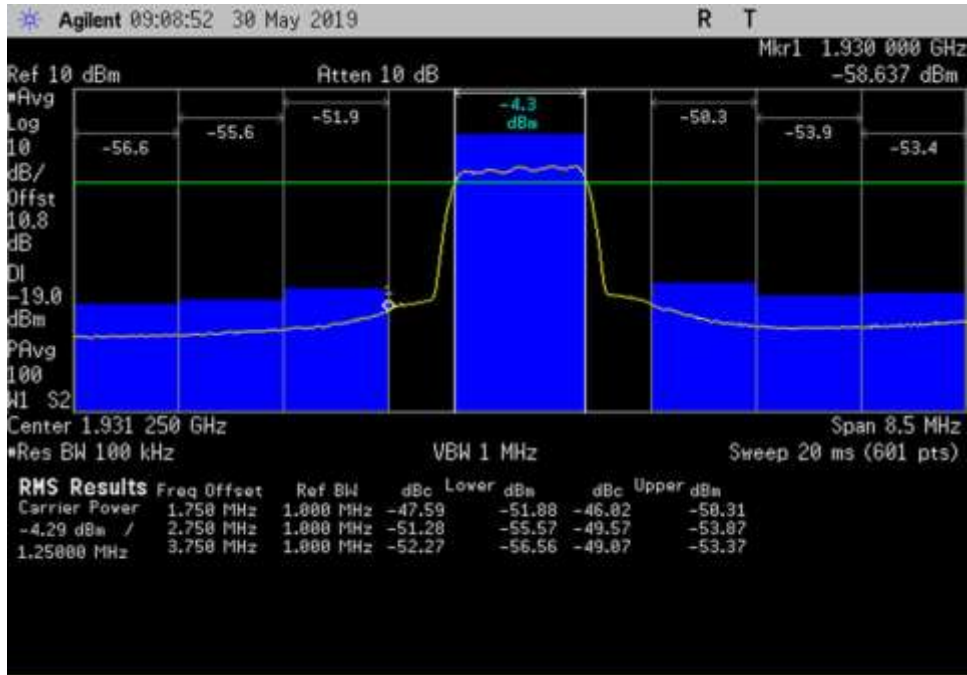 Agilent 09:08:52 30 May 2019 R T
Mkr1 1.930 000 GHz
Ref 10 dBm Atten 10 dB -58.637 dBm
*Avg
Log
10
dB/
Offst
10.8
dB
DI
-19.0
dBm
PAvg
100
W1 S2
-56.6 -55.6 -51.9 -4.3 dBm -50.3 -53.9 -53.4
Center 1.931 250 GHz Span 8.5 MHz
*Res BW 100 kHz VBW 1 MHz Sweep 20 ms (601 pts)
RMS Results Freq Offset Ref BW dBc Lower dBm dBc Upper dBm
Carrier Power 1.750 MHz 1.000 MHz -47.59 -51.88 -46.02 -50.31
-4.29 dBm / 2.750 MHz 1.000 MHz -51.28 -55.57 -49.57 -53.87
1.25000 MHz 3.750 MHz 1.000 MHz -52.27 -56.56 -49.07 -53.37